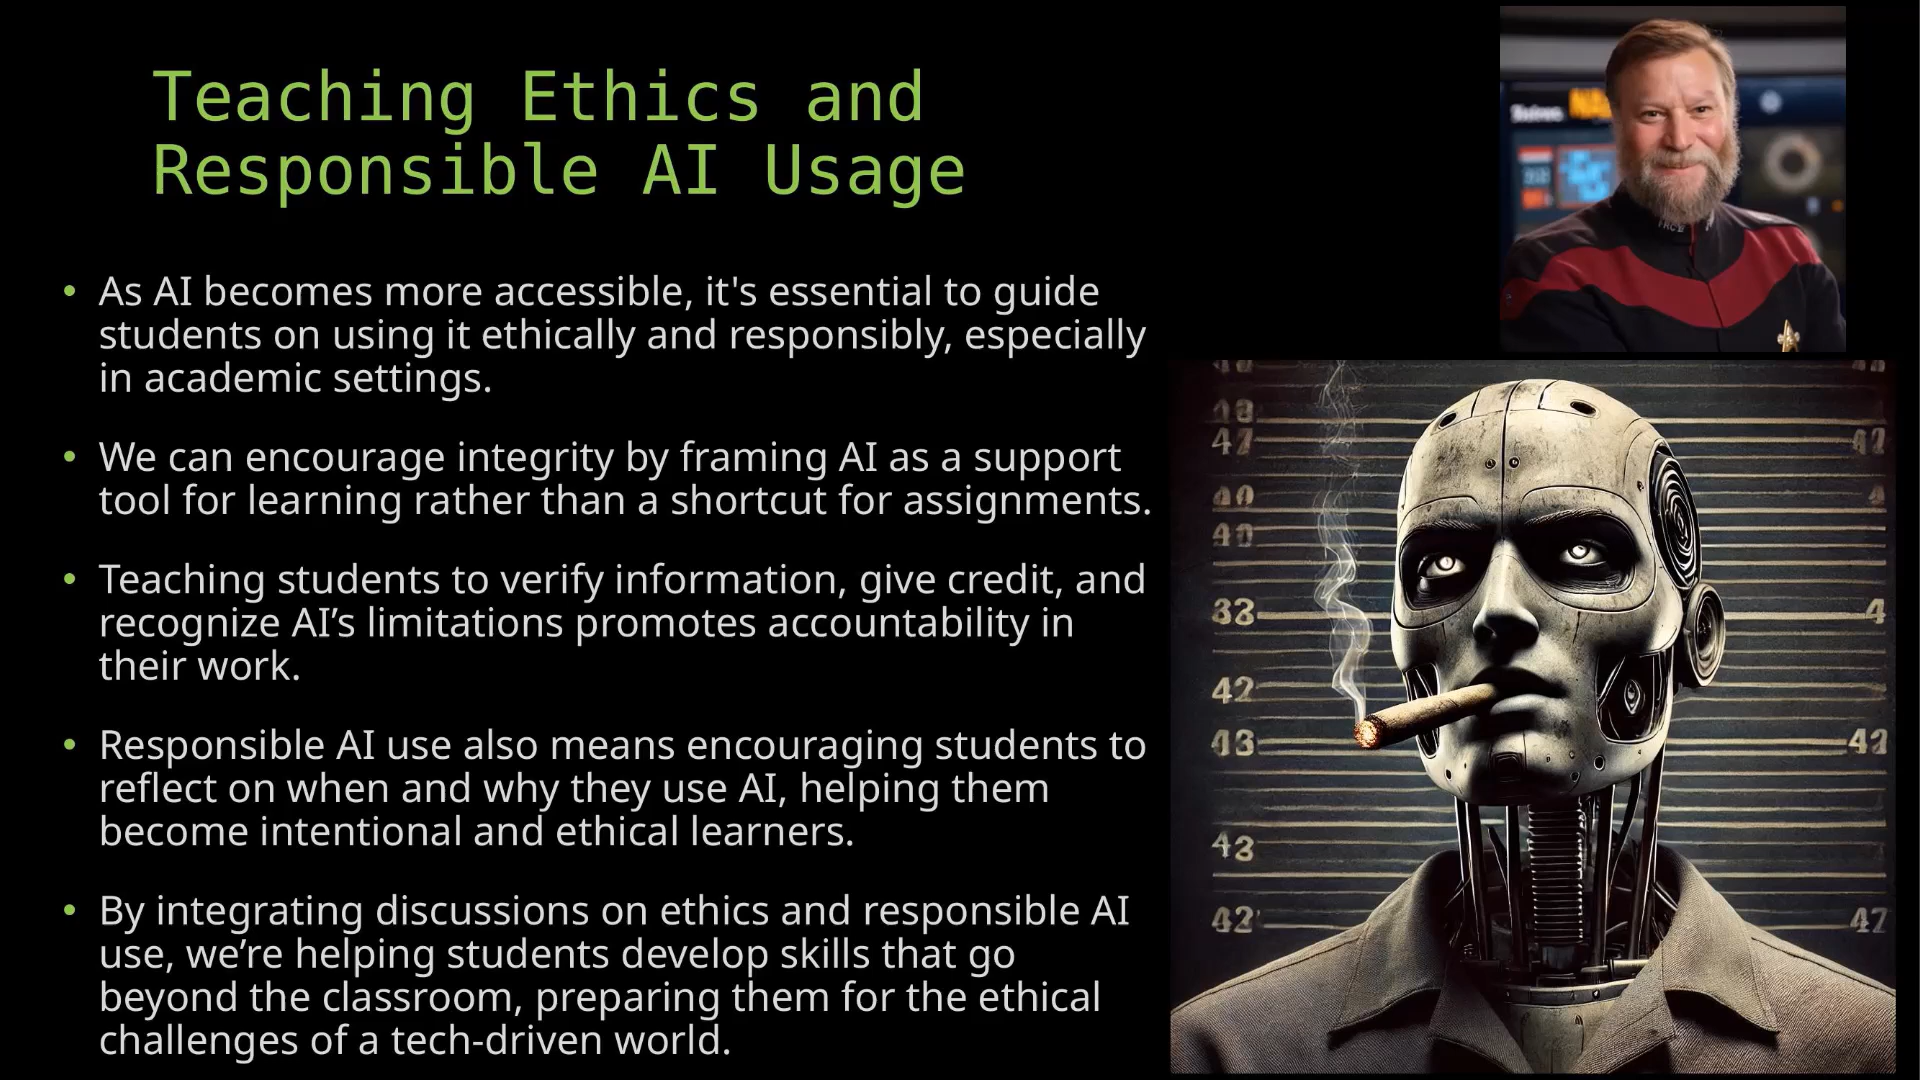 Teaching Ethics and
Responsible AI Usage
• As AI becomes more accessible, it's essential to guide
students on using it ethically and responsibly, especially
in academic settings.
• We can encourage integrity by framing AI as a support
tool for learning rather than a shortcut for assignments.
• Teaching students to verify information, give credit, and
recognize AI’s limitations promotes accountability in
their work.
• Responsible AI use also means encouraging students to
reflect on when and why they use AI, helping them
become intentional and ethical learners.
• By integrating discussions on ethics and responsible AI
use, we’re helping students develop skills that go
beyond the classroom, preparing them for the ethical
challenges of a tech-driven world.
42
43
42